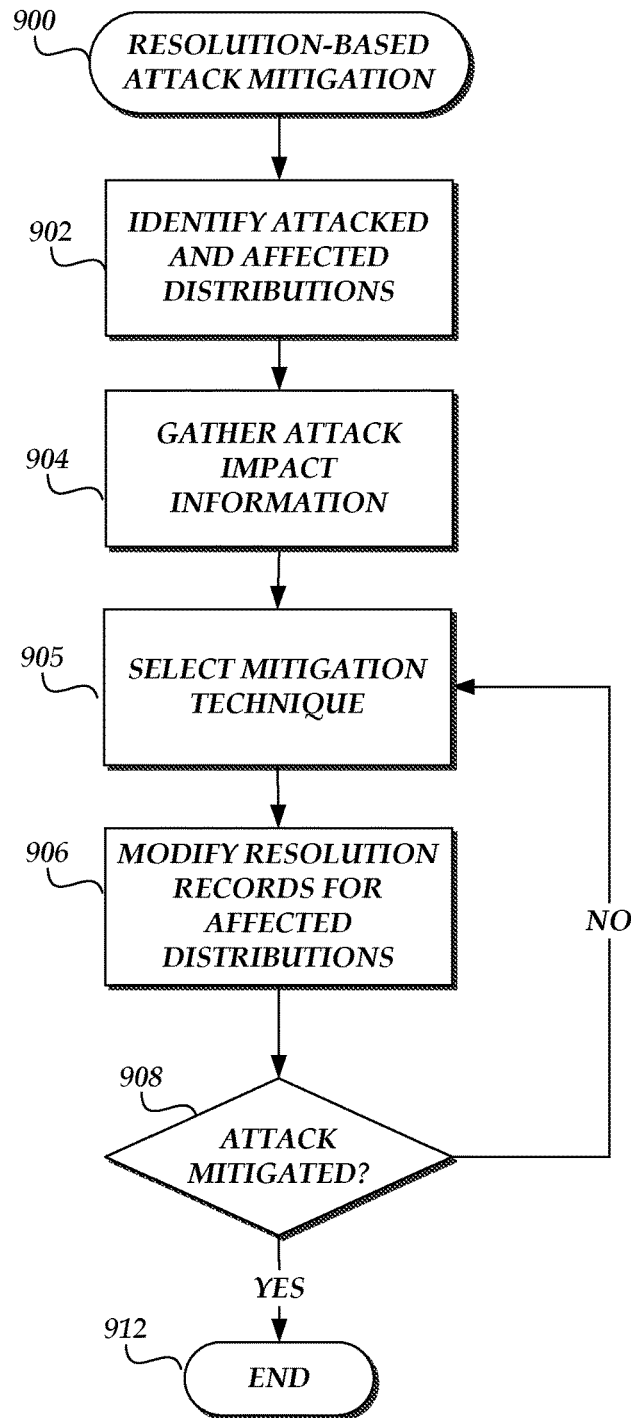 900
RESOLUTION-BASED
ATTACK MITIGATION
902
IDENTIFY ATTACKED
AND AFFECTED
DISTRIBUTIONS
904
GATHER ATTACK
IMPACT
INFORMATION
905
SELECT MITIGATION
TECHNIQUE
906
MODIFY RESOLUTION
RECORDS FOR
AFFECTED
DISTRIBUTIONS
NO
908
ATTACK
MITIGATED?
YES
912
END